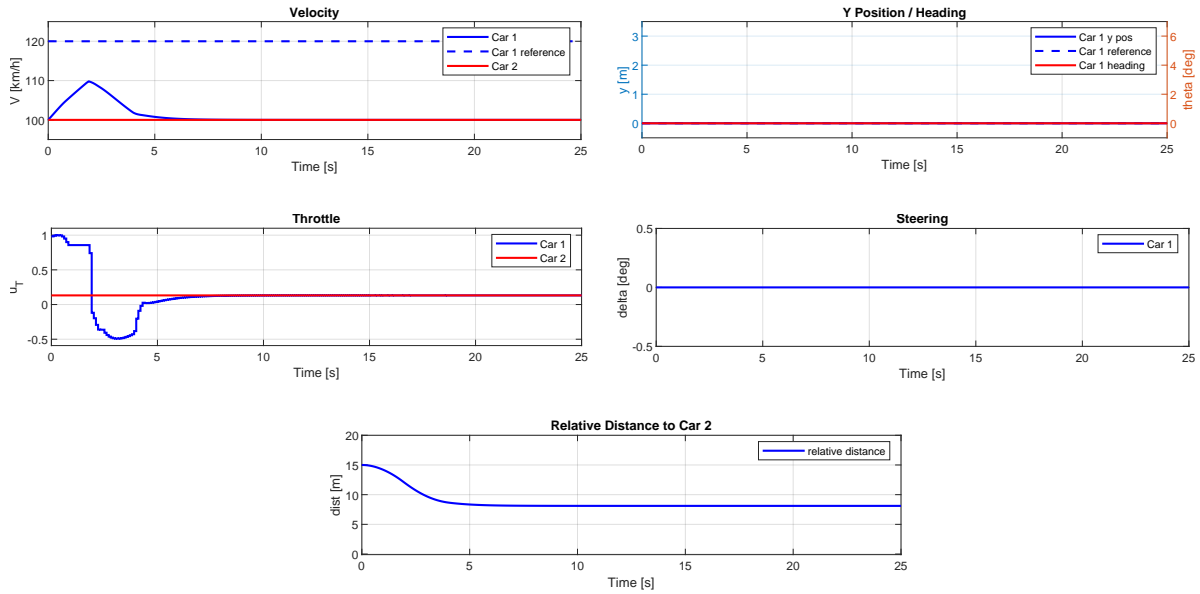 Velocity
V [km/h]
120
110
100
Car 1
Car 1 reference
Car 2
0 5 10 15 20 25
Time [s]
Y Position / Heading
y [m]
3
2
1
0
Car 1 y pos
Car 1 reference
Car 1 heading
6
4
2
0
theta [deg]
0 5 10 15 20 25
Time [s]
Throttle
u_T
1
0.5
0
-0.5
Car 1
Car 2
0 5 10 15 20 25
Time [s]
Steering
delta [deg]
0.5
0
-0.5
Car 1
0 5 10 15 20 25
Time [s]
Relative Distance to Car 2
dist [m]
20
15
10
5
0
relative distance
0 5 10 15 20 25
Time [s]